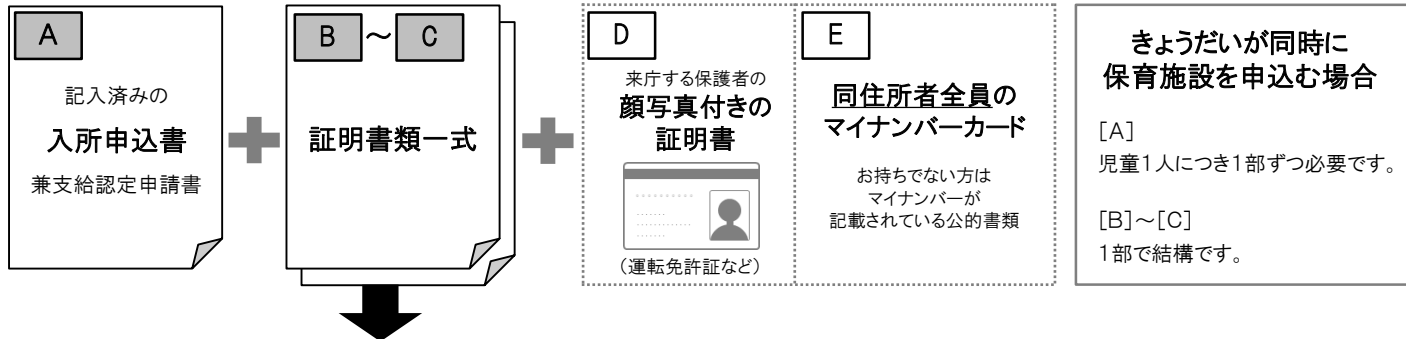 A
記入済みの
入所申込書
兼支給認定申請書
B ～ C
証明書類一式
D
来庁する保護者の
顔写真付きの
証明書
（運転免許証など）
E
同住所者全員の
マイナンバーカード
お持ちでない方は
マイナンバーが
記載されている公的書類
きょうだいが同時に
保育施設を申込む場合
[A]
児童1人につき1部ずつ必要です。
[B]～[C]
1部で結構です。